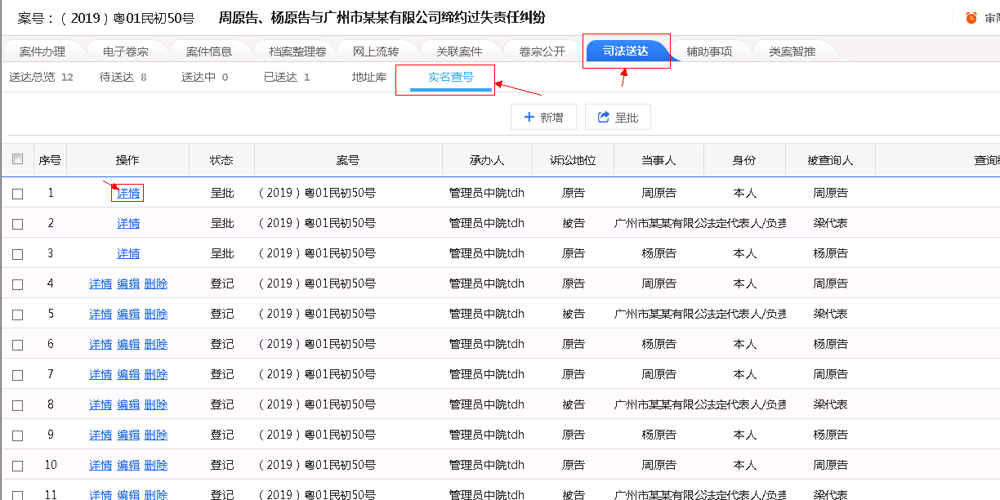 案号：（2019）粤01民初50号 周原告、杨原告与广州市某某有限公司缔约过失责任纠纷 审限
案件办理 电子卷宗 案件信息 档案整理卷 网上流转 关联案件 卷宗公开 司法送达 辅助事项 类案智推
送达总览 12 待送达 8 送达中 0 已送达 1 地址库 实名查号
新增 呈批
序号 操作 状态 案号 承办人 诉讼地位 当事人 身份 被查询人 查询
1 详情 呈批 （2019）粤01民初50号 管理员中院tdh 原告 周原告 本人 周原告
2 详情 呈批 （2019）粤01民初50号 管理员中院tdh 被告 广州市某某有限公 法定代表人/负责 梁代表
3 详情 呈批 （2019）粤01民初50号 管理员中院tdh 原告 杨原告 本人 杨原告
4 详情 编辑 删除 登记 （2019）粤01民初50号 管理员中院tdh 原告 周原告 本人 周原告
5 详情 编辑 删除 登记 （2019）粤01民初50号 管理员中院tdh 被告 广州市某某有限公 法定代表人/负责 梁代表
6 详情 编辑 删除 登记 （2019）粤01民初50号 管理员中院tdh 原告 杨原告 本人 杨原告
7 详情 编辑 删除 登记 （2019）粤01民初50号 管理员中院tdh 原告 周原告 本人 周原告
8 详情 编辑 删除 登记 （2019）粤01民初50号 管理员中院tdh 被告 广州市某某有限公 法定代表人/负责 梁代表
9 详情 编辑 删除 登记 （2019）粤01民初50号 管理员中院tdh 原告 杨原告 本人 杨原告
10 详情 编辑 删除 登记 （2019）粤01民初50号 管理员中院tdh 原告 周原告 本人 周原告
11 详情 编辑 删除 登记 （2019）粤01民初50号 管理员中院tdh 被告 广州市某某有限公 法定代表人/负责 梁代表